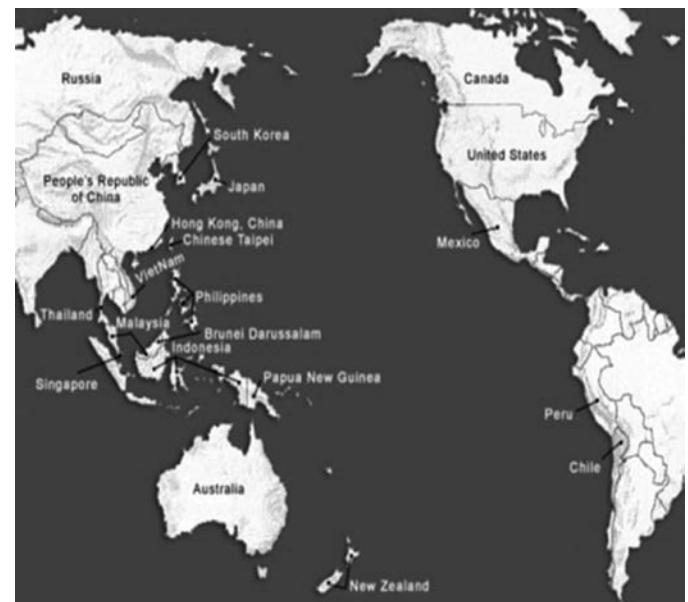 Russia
Canada
South Korea
United States
People's Republic
of China
Japan
Hong Kong, China
Chinese Taipei
Mexico
VietNam
Philippines
Thailand
Malaysia
Brunei Darussalam
Indonesia
Singapore
Papua New Guinea
Peru
Chile
Australia
New Zealand